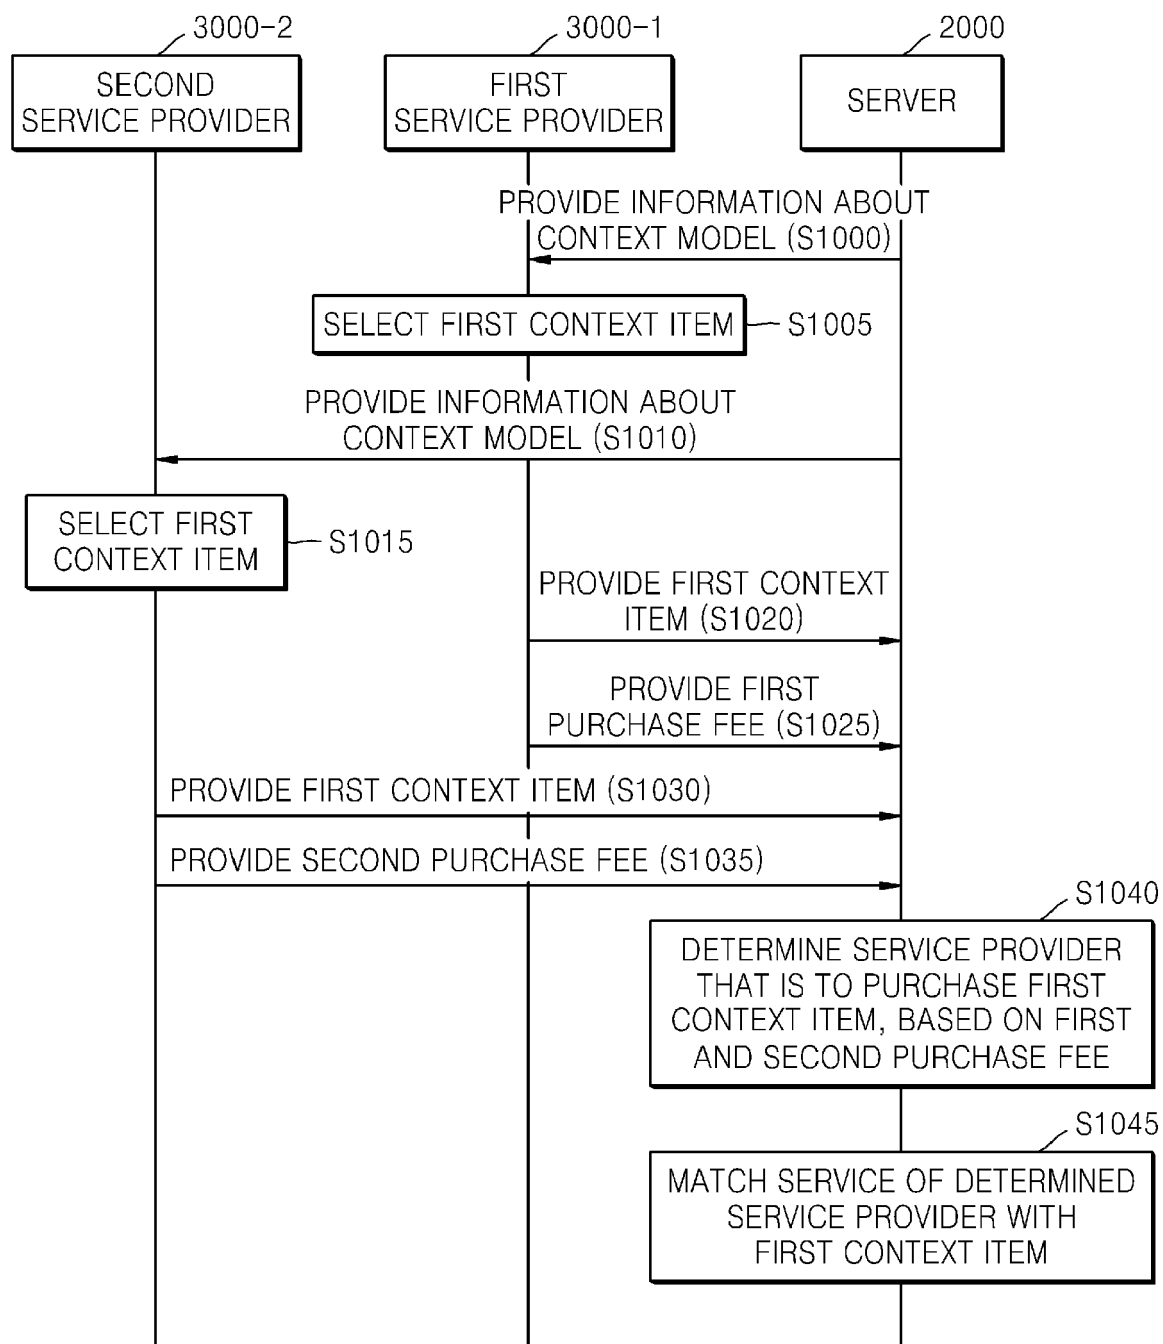 3000-2
3000-1
2000
SECOND
SERVICE PROVIDER
FIRST
SERVICE PROVIDER
SERVER
PROVIDE INFORMATION ABOUT
CONTEXT MODEL (S1000)
SELECT FIRST CONTEXT ITEM
S1005
PROVIDE INFORMATION ABOUT
CONTEXT MODEL (S1010)
SELECT FIRST
CONTEXT ITEM
S1015
PROVIDE FIRST CONTEXT
ITEM (S1020)
PROVIDE FIRST
PURCHASE FEE (S1025)
PROVIDE FIRST CONTEXT ITEM (S1030)
PROVIDE SECOND PURCHASE FEE (S1035)
S1040
DETERMINE SERVICE PROVIDER
THAT IS TO PURCHASE FIRST
CONTEXT ITEM, BASED ON FIRST
AND SECOND PURCHASE FEE
S1045
MATCH SERVICE OF DETERMINED
SERVICE PROVIDER WITH
FIRST CONTEXT ITEM